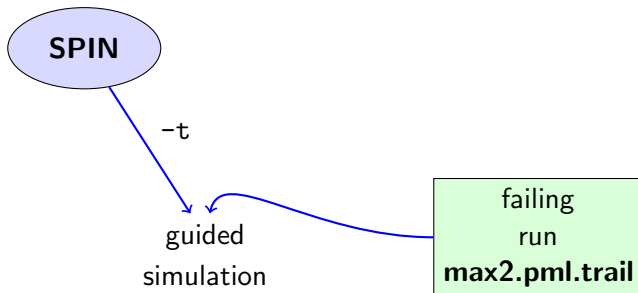 SPIN
-t
guided
simulation
failing
run
max2.pml.trail